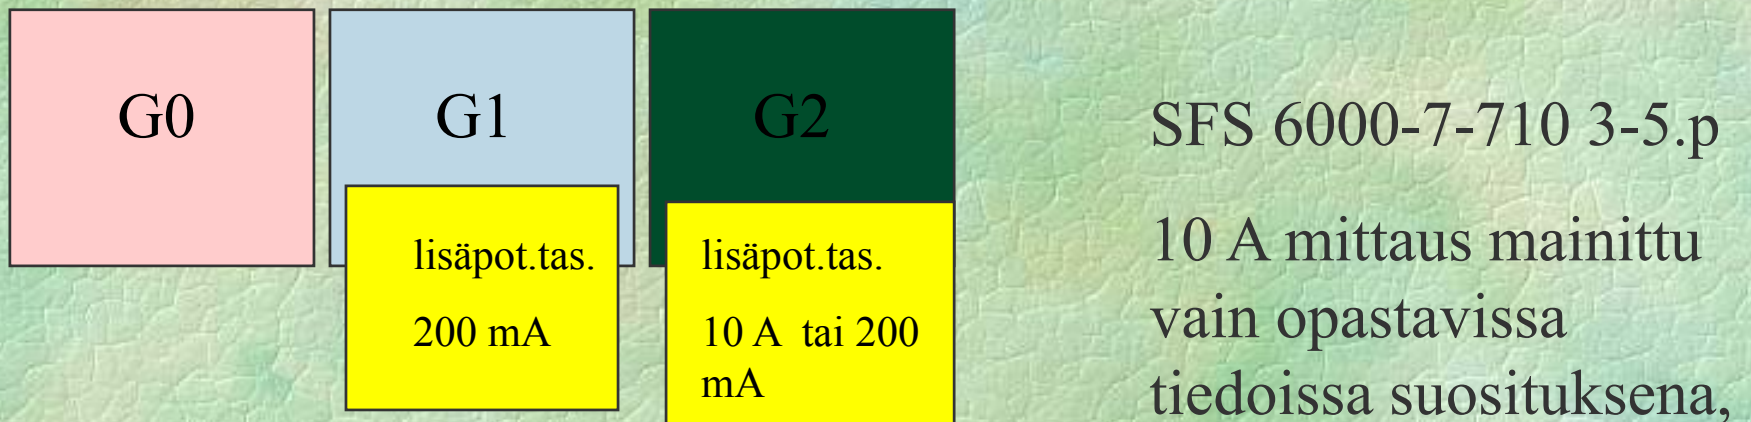 G0
G1
G2
lisäpot.tas.
200 mA
lisäpot.tas.
10 A tai 200
mA
SFS 6000-7-710 3-5.p
10 A mittaus mainittu
vain opastavissa
tiedoissa suosituksena,